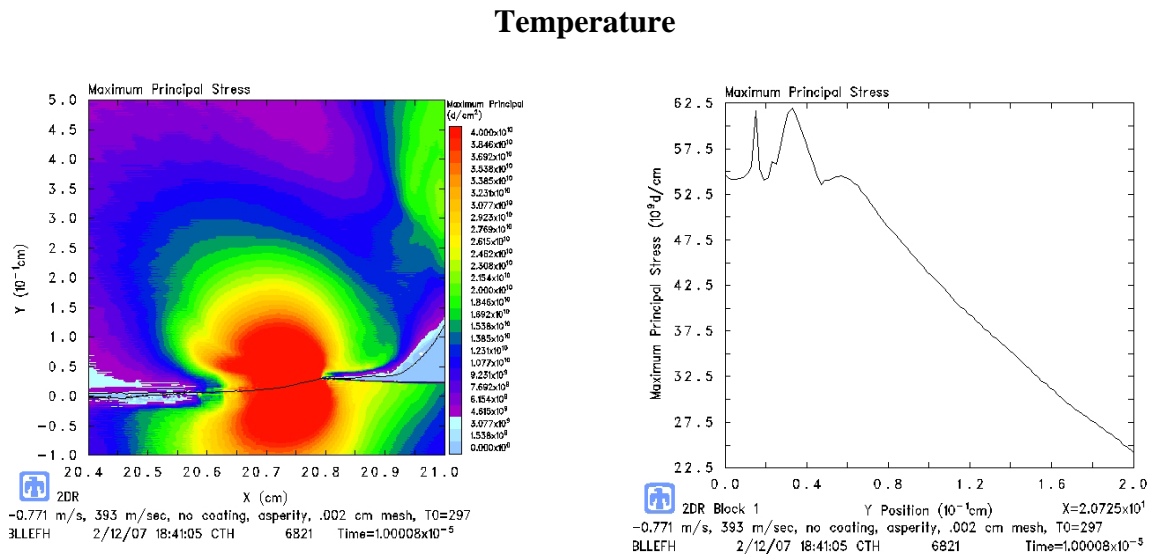 Temperature
Maximum Principal Stress
Maximum Principal
(d/cm²)
4.000x10¹⁰
3.846x10¹⁰
3.692x10¹⁰
3.538x10¹⁰
3.385x10¹⁰
3.231x10¹⁰
3.077x10¹⁰
2.923x10¹⁰
2.769x10¹⁰
2.615x10¹⁰
2.462x10¹⁰
2.308x10¹⁰
2.154x10¹⁰
2.000x10¹⁰
1.846x10¹⁰
1.692x10¹⁰
1.538x10¹⁰
1.385x10¹⁰
1.231x10¹⁰
1.077x10¹⁰
9.231x10⁹
7.692x10⁹
6.154x10⁹
4.615x10⁹
3.077x10⁹
1.538x10⁹
0.000x10⁰
5.0
4.5
4.0
3.5
3.0
2.5
2.0
1.5
1.0
0.5
0.0
-0.5
-1.0
Y (10⁻¹cm)
20.4 20.5 20.6 20.7 20.8 20.9 21.0
X (cm)
2DR
-0.771 m/s, 393 m/sec, no coating, asperity, .002 cm mesh, T0=297
3LLEFH 2/12/07 18:41:05 CTH 6821 Time=1.00008x10⁻⁵
Maximum Principal Stress
62.5
57.5
52.5
47.5
42.5
37.5
32.5
27.5
22.5
Maximum Principal Stress (10⁹d/cm)
0.0 0.4 0.8 1.2 1.6 2.0
2DR Block 1 Y Position (10⁻¹cm) X=2.0725x10¹
-0.771 m/s, 393 m/sec, no coating, asperity, .002 cm mesh, T0=297
3LLEFH 2/12/07 18:41:05 CTH 6821 Time=1.00008x10⁻⁵